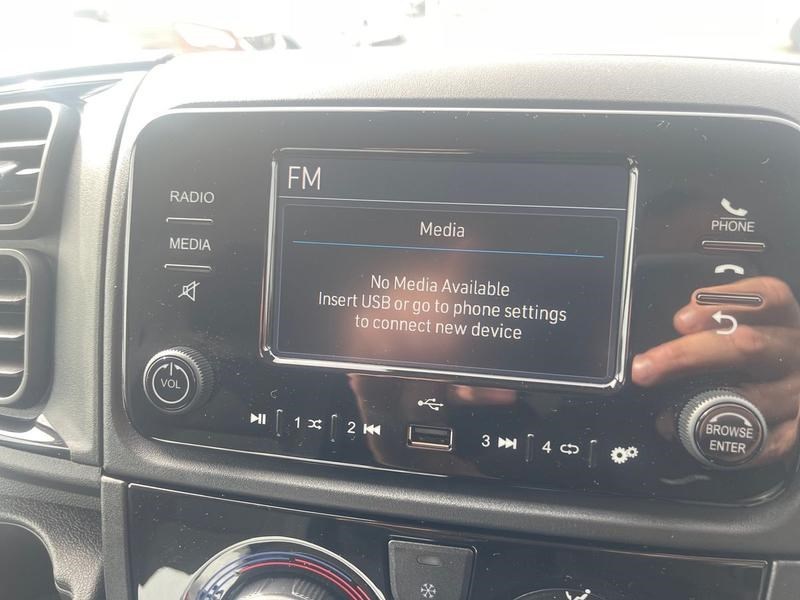 FM
RADIO
MEDIA
Media
No Media Available
Insert USB or go to phone settings
to connect new device
PHONE
VOL
1
2
3
4
BROWSE
ENTER